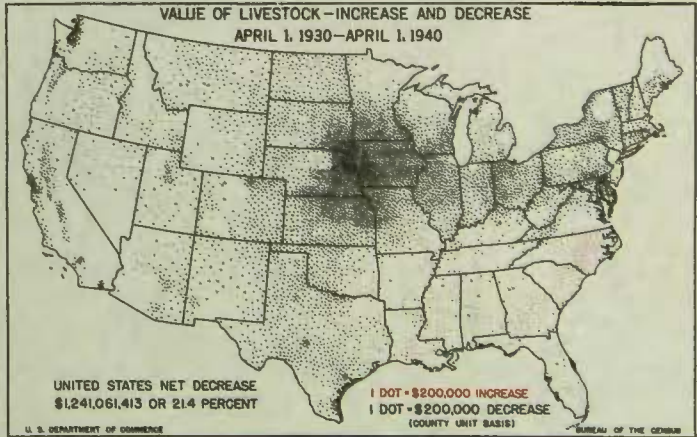 VALUE OF LIVESTOCK—INCREASE AND DECREASE
APRIL 1, 1930—APRIL 1, 1940
UNITED STATES NET DECREASE
$1,241,061,413 OR 21.4 PERCENT
1 DOT = $200,000 INCREASE
1 DOT = $200,000 DECREASE
(COUNTY UNIT BASIS)
U. S. DEPARTMENT OF COMMERCE
BUREAU OF THE CENSUS